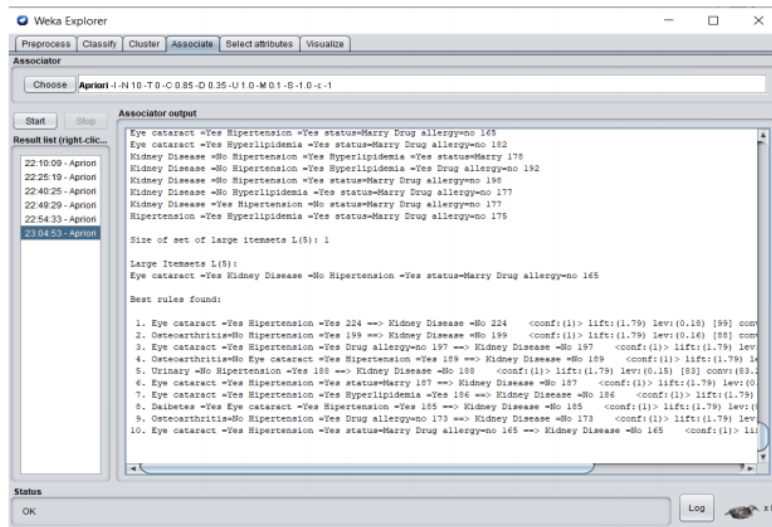 Weka Explorer
Preprocess Classify Cluster Associate Select attributes Visualize
Associator
Choose Apriori -I -N 10 -T 0 -C 0.85 -D 0.35 -U 1.0 -M 0.1 -S -1.0 -c -1
Start Stop
Associator output
Result list (right-clic...
22:10:09 - Apriori
22:25:19 - Apriori
22:40:25 - Apriori
22:49:29 - Apriori
22:54:33 - Apriori
23:04:53 - Apriori
Eye cataract =Yes Hipertension =Yes status=Marry Drug allergy=no 165
Eye cataract =Yes Hyperlipidemia =Yes status=Marry Drug allergy=no 182
Kidney Disease =No Hipertension =Yes Hyperlipidemia =Yes status=Marry 178
Kidney Disease =No Hipertension =Yes Hyperlipidemia =Yes Drug allergy=no 192
Kidney Disease =No Hipertension =Yes status=Marry Drug allergy=no 198
Kidney Disease =No Hyperlipidemia =Yes status=Marry Drug allergy=no 177
Kidney Disease =Yes Hipertension =No status=Marry Drug allergy=no 177
Hipertension =Yes Hyperlipidemia =Yes status=Marry Drug allergy=no 175
Size of set of large itemsets L(5): 1
Large Itemsets L(5):
Eye cataract =Yes Kidney Disease =No Hipertension =Yes status=Marry Drug allergy=no 165
Best rules found:
1. Eye cataract =Yes Hipertension =Yes 224 ==> Kidney Disease =No 224 <conf:(1)> lift:(1.79) lev:(0.18) [99] con
2. Osteoarthritis=No Hipertension =Yes 199 ==> Kidney Disease =No 199 <conf:(1)> lift:(1.79) lev:(0.16) [88] con
3. Eye cataract =Yes Hipertension =Yes Drug allergy=no 197 ==> Kidney Disease =No 197 <conf:(1)> lift:(1.79) lev
4. Osteoarthritis=No Eye cataract =Yes Hipertension =Yes 189 ==> Kidney Disease =No 189 <conf:(1)> lift:(1.79) le
5. Urinary =No Hipertension =Yes 188 ==> Kidney Disease =No 188 <conf:(1)> lift:(1.79) lev:(0.15) [83] conv:(83.
6. Eye cataract =Yes Hipertension =Yes status=Marry 187 ==> Kidney Disease =No 187 <conf:(1)> lift:(1.79) lev:(0.
7. Eye cataract =Yes Hipertension =Yes Hyperlipidemia =Yes 186 ==> Kidney Disease =No 186 <conf:(1)> lift:(1.79)
8. Daibetes =Yes Eye cataract =Yes Hipertension =Yes 185 ==> Kidney Disease =No 185 <conf:(1)> lift:(1.79) lev:(
9. Osteoarthritis=No Hipertension =Yes Drug allergy=no 173 ==> Kidney Disease =No 173 <conf:(1)> lift:(1.79) lev
10. Eye cataract =Yes Hipertension =Yes status=Marry Drug allergy=no 165 ==> Kidney Disease =No 165 <conf:(1)>
Status
OK
Log